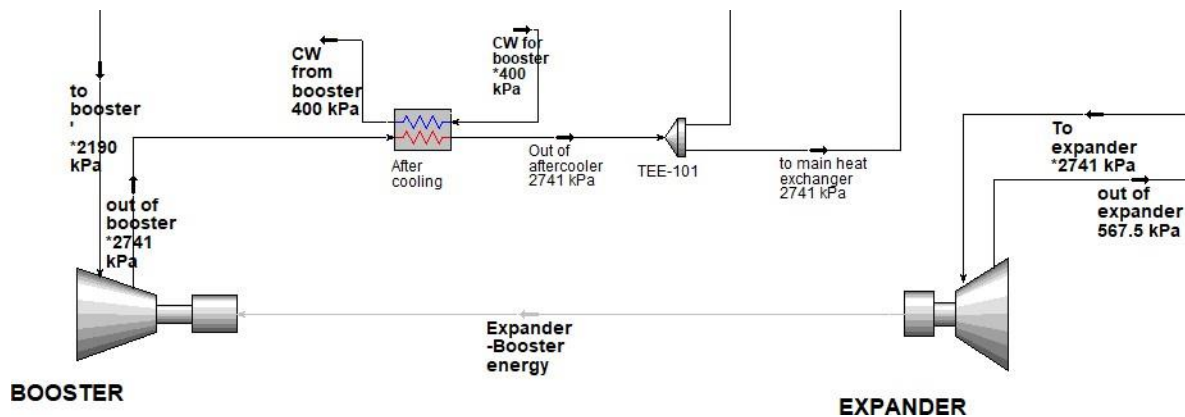 CW
from
booster
400 kPa
CW for
booster
*400
kPa
to
booster
'
*2190
kPa
After
cooling
Out of
aftercooler
2741 kPa
TEE-101
to main heat
exchanger
2741 kPa
To
expander
*2741 kPa
out of
expander
567.5 kPa
out of
booster
*2741
kPa
Expander
-Booster
energy
BOOSTER
EXPANDER